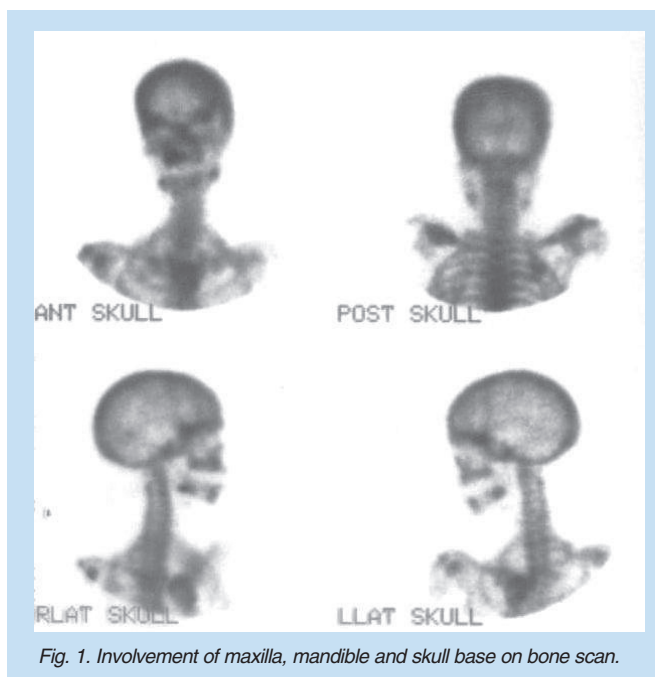 ANT SKULL
POST SKULL
RLAT SKULL
LLAT SKULL
Fig. 1. Involvement of maxilla, mandible and skull base on bone scan.